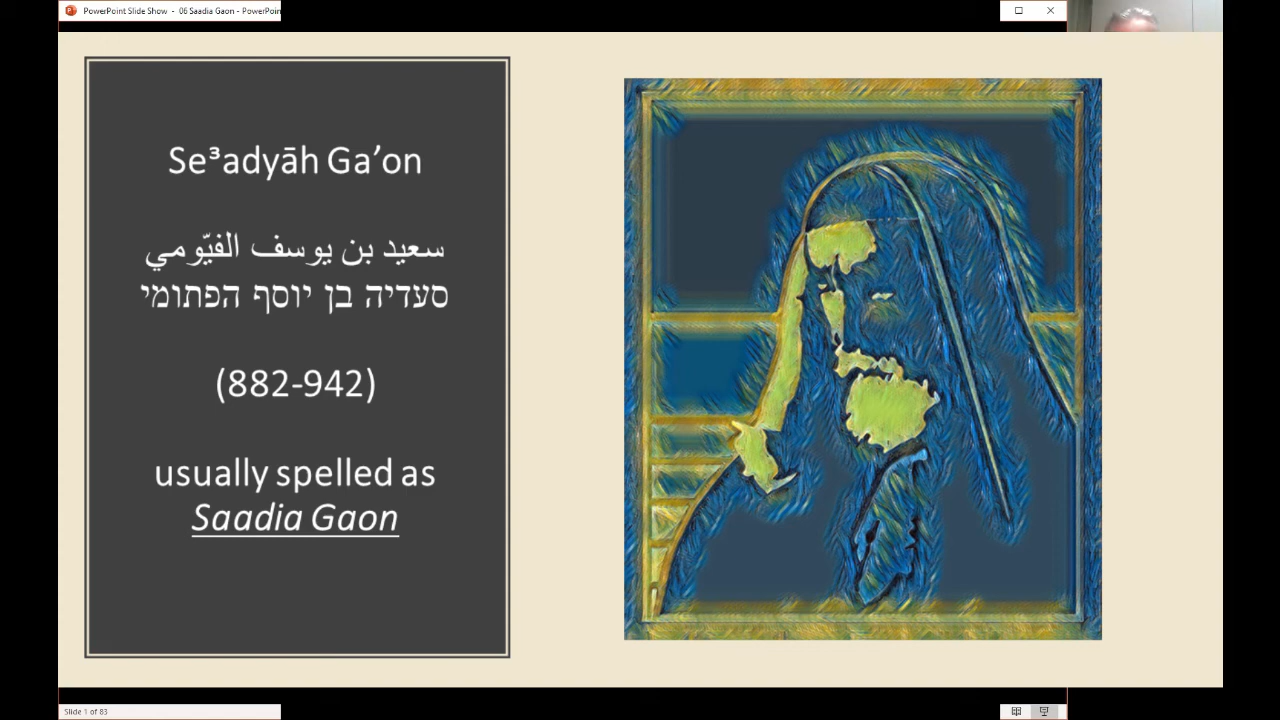 PowerPoint Slide Show - 06 Saadia Gaon - PowerPoin
Se³adyāh Ga’on
سعيد بن يوسف الفيّومي
סעדיה בן יוסף הפתומי
(882-942)
usually spelled as
Saadia Gaon
Slide 1 of 83